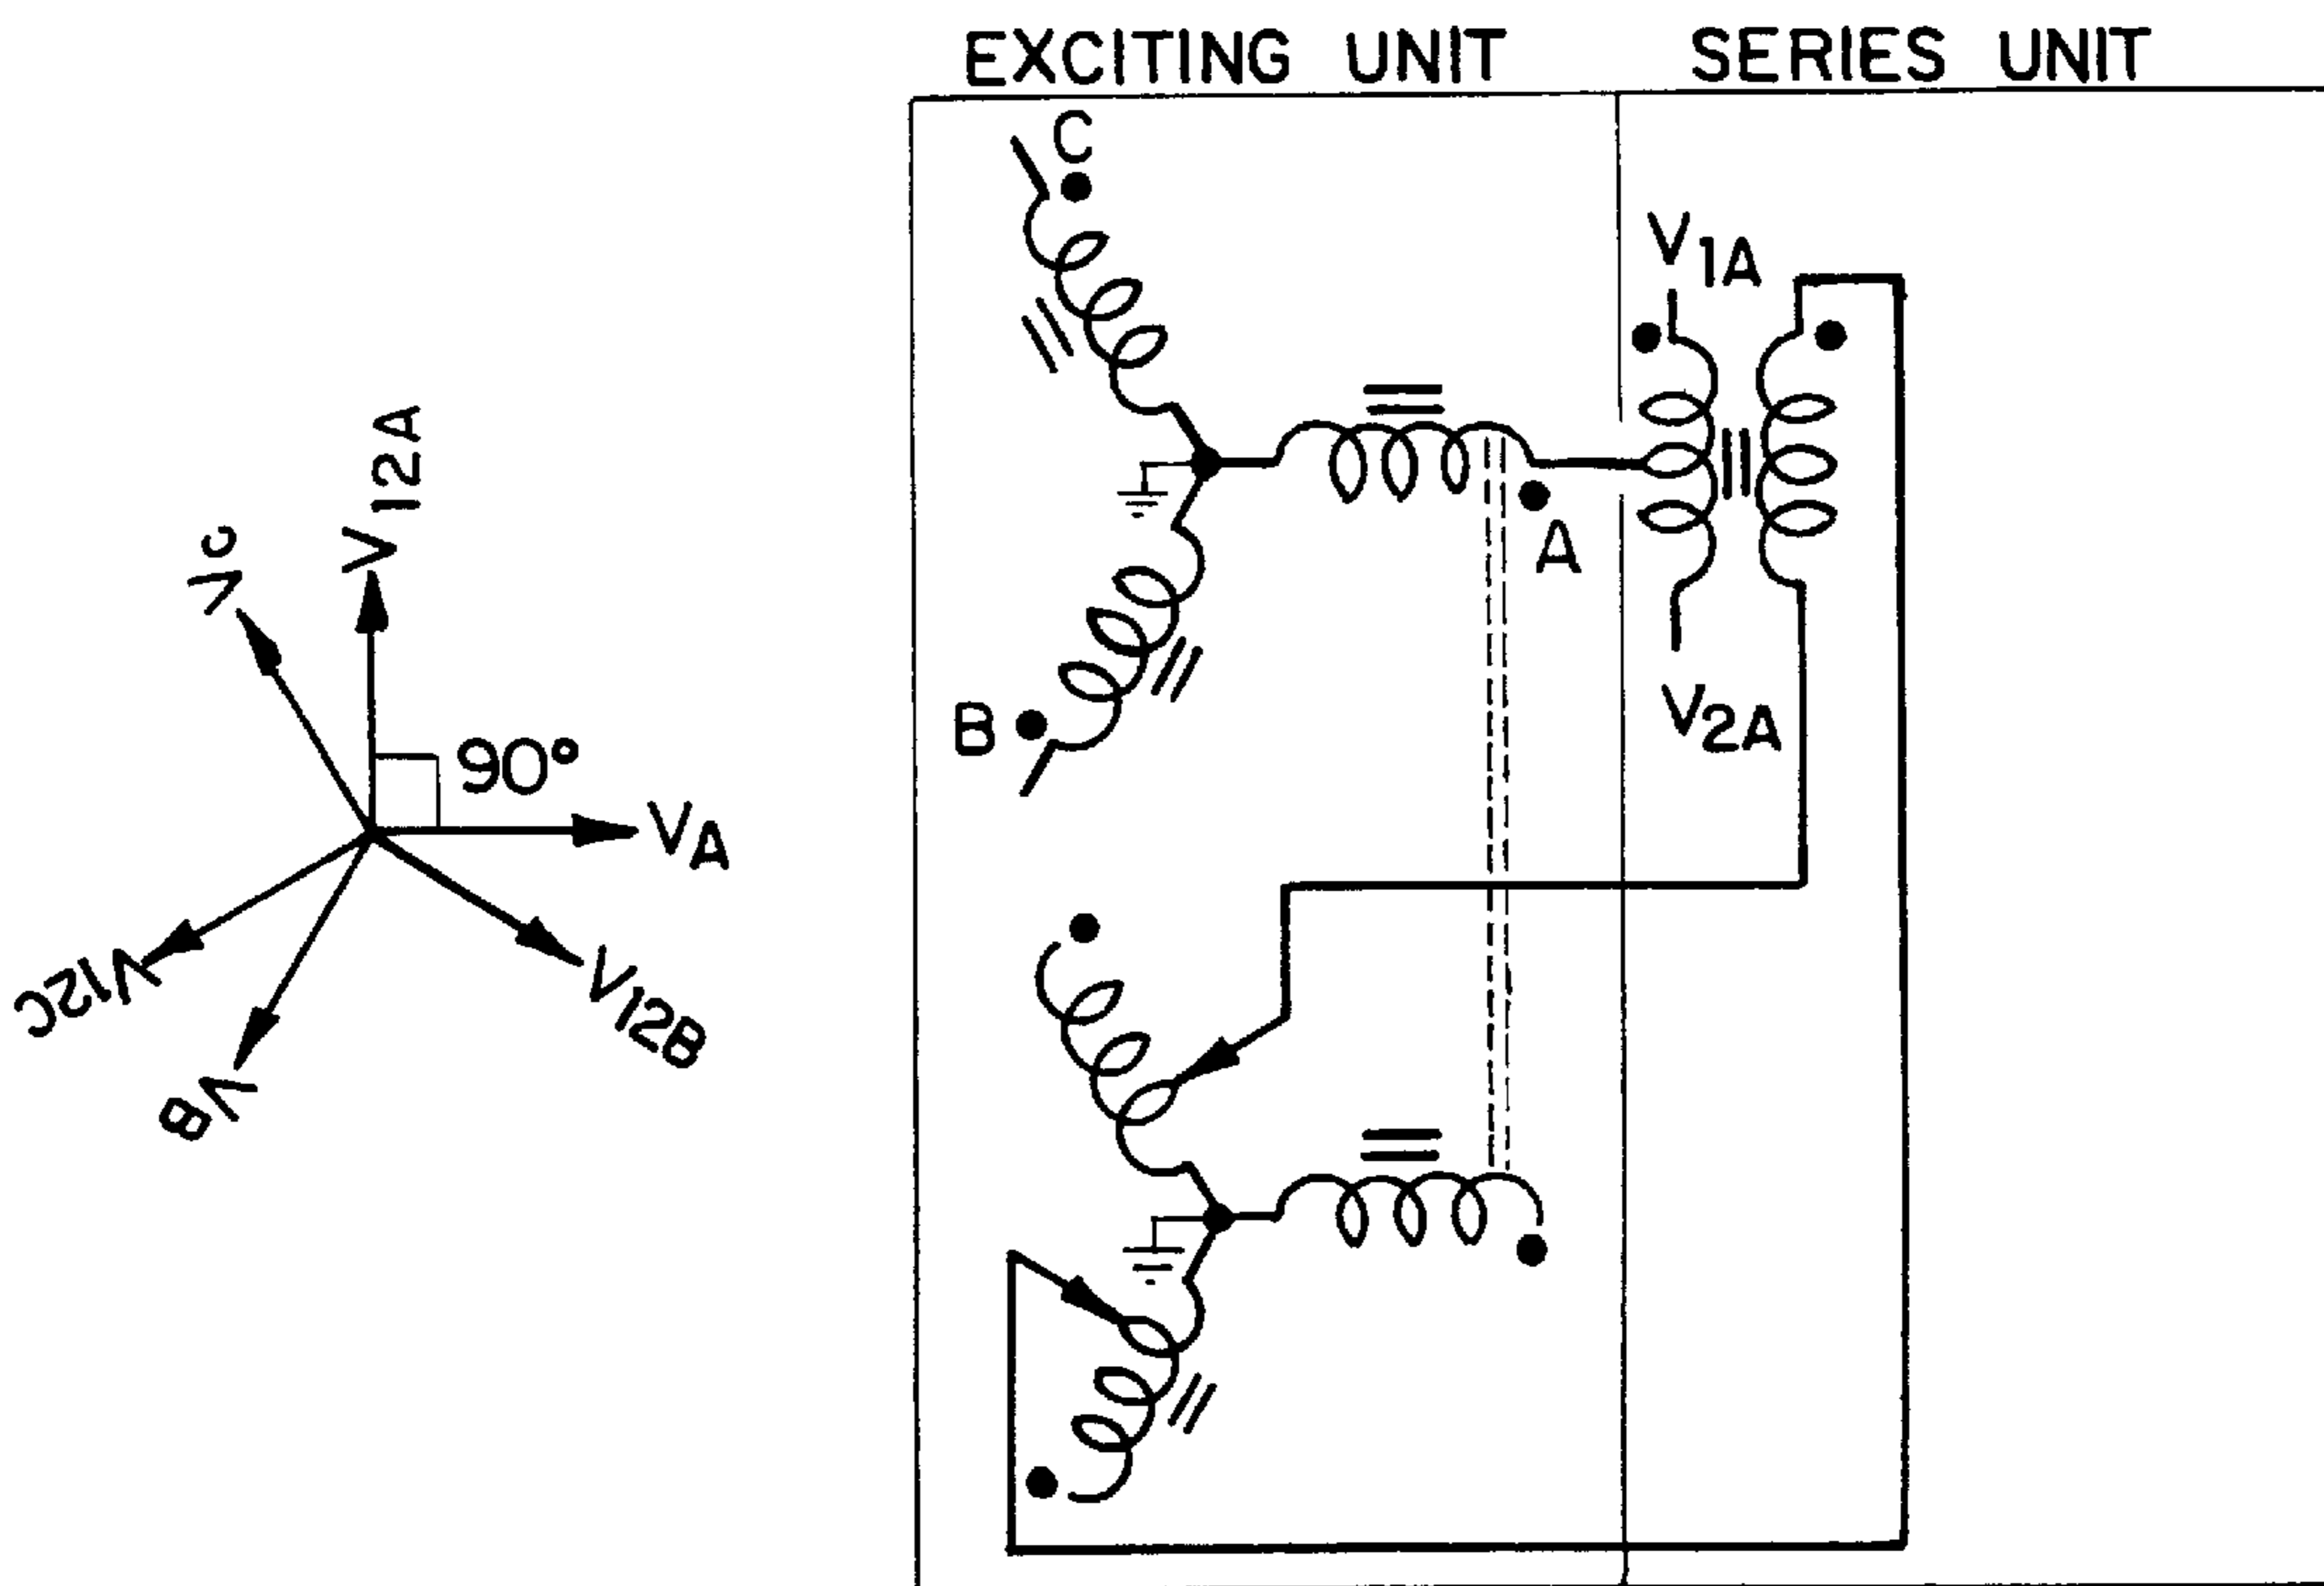 EXCITING UNIT
SERIES UNIT
C
V1A
A
B
V2A
V12A
VC
90°
VA
V12B
V12C
VB